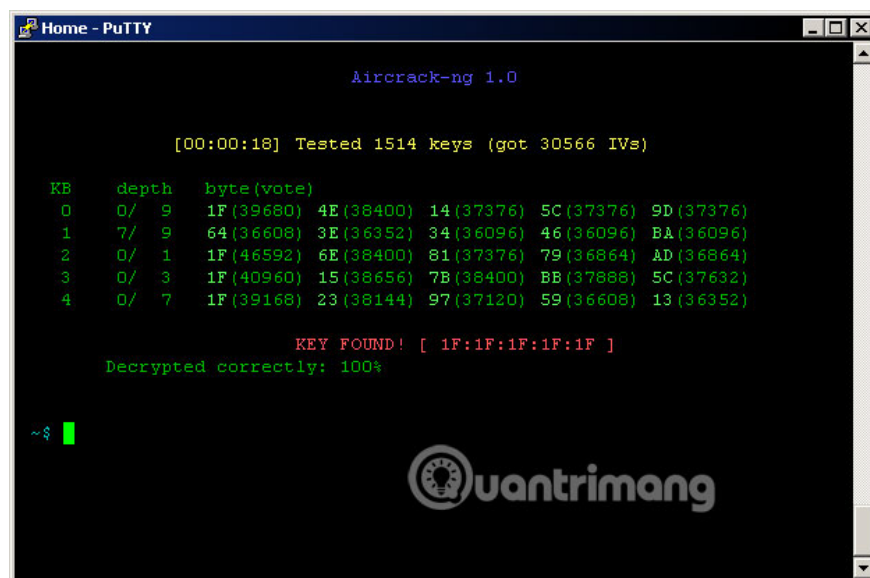 Home - PuTTY
Aircrack-ng 1.0
[00:00:18] Tested 1514 keys (got 30566 IVs)
KB depth byte(vote)
0 0/ 9 1F(39680) 4E(38400) 14(37376) 5C(37376) 9D(37376)
1 7/ 9 64(36608) 3E(36352) 34(36096) 46(36096) BA(36096)
2 0/ 1 1F(46592) 6E(38400) 81(37376) 79(36864) AD(36864)
3 0/ 3 1F(40960) 15(38656) 7B(38400) BB(37888) 5C(37632)
4 0/ 7 1F(39168) 23(38144) 97(37120) 59(36608) 13(36352)
KEY FOUND! [ 1F:1F:1F:1F:1F ]
Decrypted correctly: 100%
~$
Quantrimang